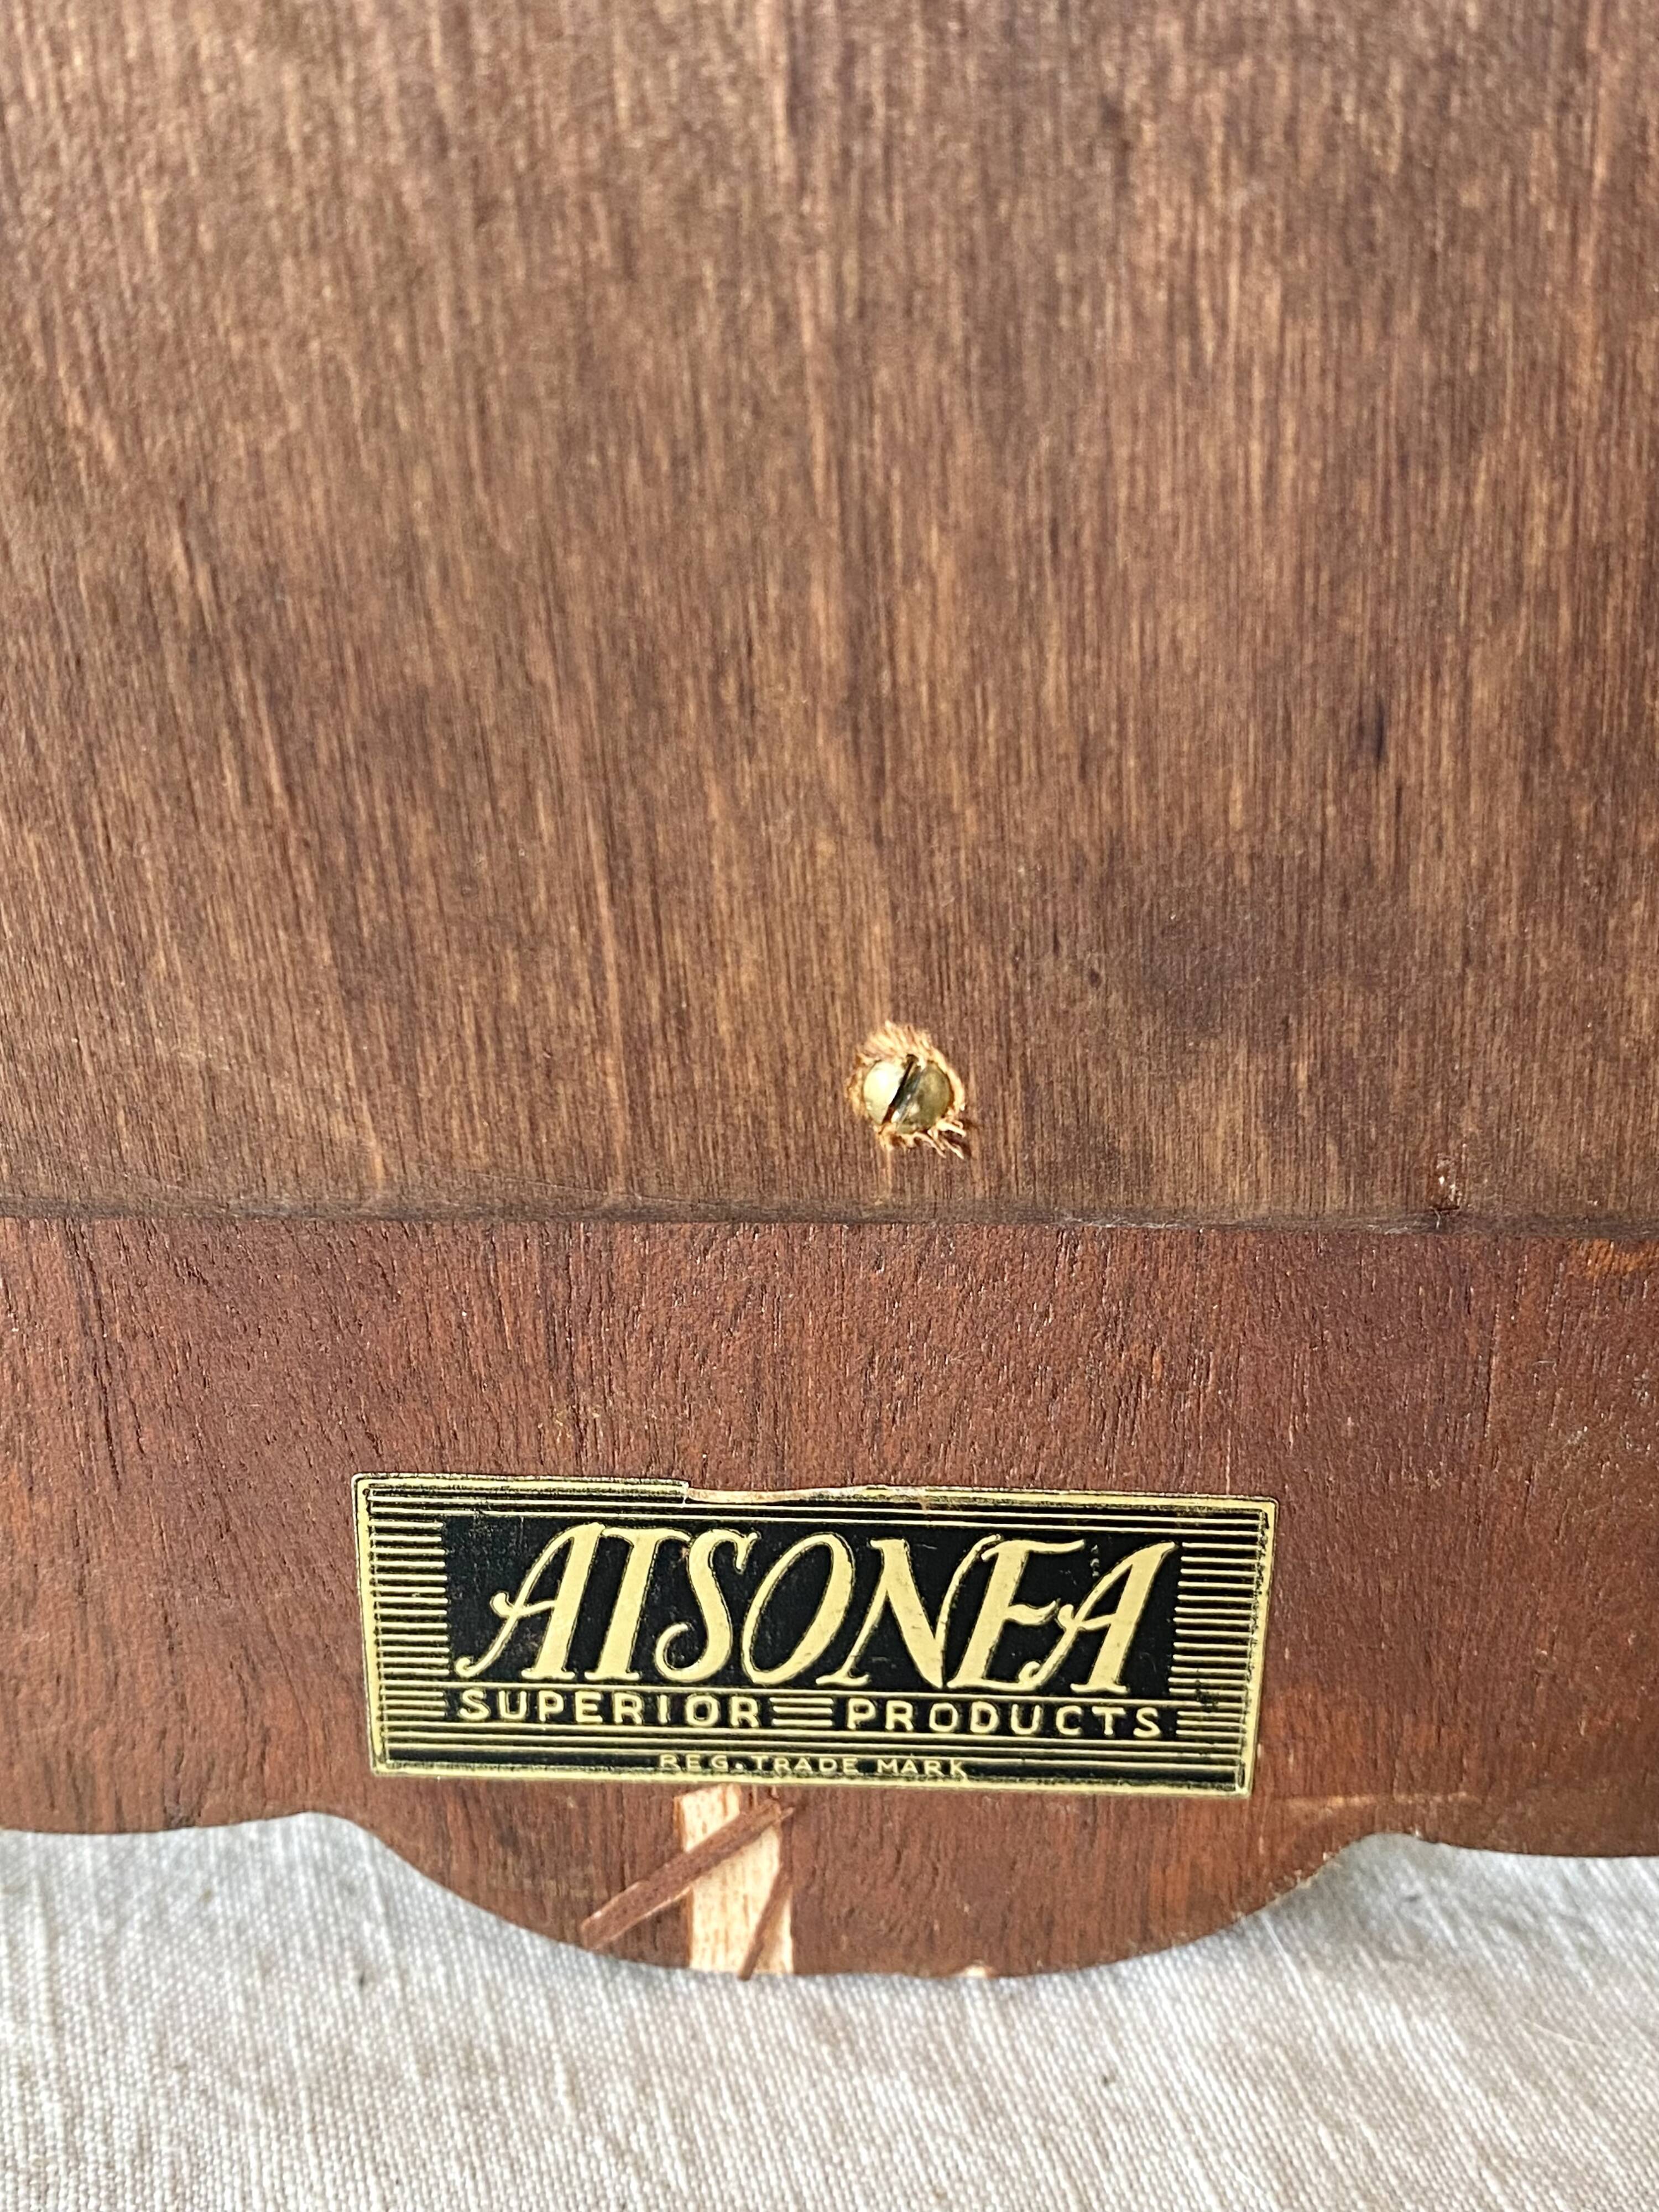 ATSONEA
SUPERIOR PRODUCTS
REG. TRADE MARK